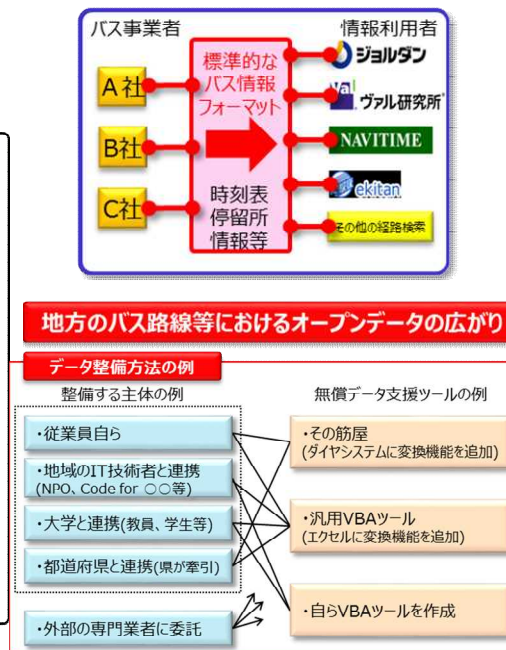 バス事業者
情報利用者
A社
B社
C社
標準的な
バス情報
フォーマット
時刻表
停留所
情報等
ジョルダン
Val ヴァル研究所
NAVITIME
ekitan
その他の経路検索
地方のバス路線等におけるオープンデータの広がり
データ整備方法の例
整備する主体の例
・従業員自ら
・地域のIT技術者と連携
(NPO、Code for ○○等)
・大学と連携(教員、学生等)
・都道府県と連携(県が牽引)
・外部の専門業者に委託
無償データ支援ツールの例
・その筋屋
(ダイヤシステムに変換機能を追加)
・汎用VBAツール
(エクセルに変換機能を追加)
・自らVBAツールを作成